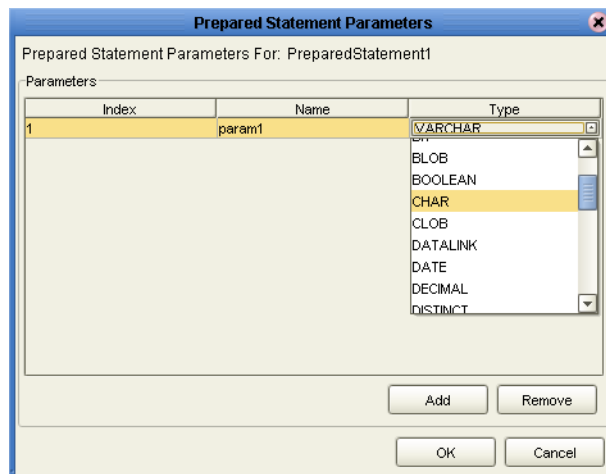 Prepared Statement Parameters
Prepared Statement Parameters For: PreparedStatement1
Parameters
Index Name Type
1 param1 VARCHAR
BLOB
BOOLEAN
CHAR
CLOB
DATALINK
DATE
DECIMAL
DISTINCT
Add Remove
OK Cancel